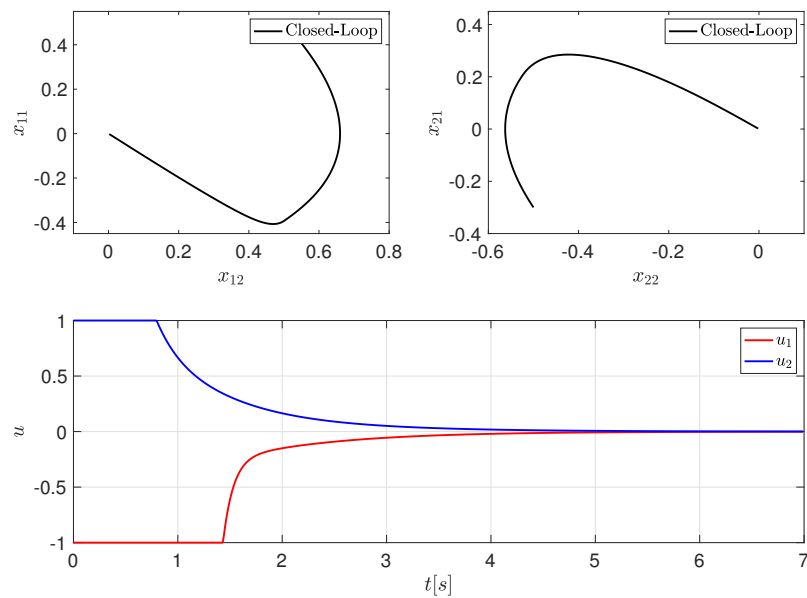 Closed-Loop
0.4
0.2
0
-0.2
-0.4
x₁₁
0 0.2 0.4 0.6 0.8
x₁₂
Closed-Loop
0.4
0.2
0
-0.2
-0.4
x₂₁
-0.6 -0.4 -0.2 0
x₂₂
1
0.5
0
-0.5
-1
u
u₁
u₂
0 1 2 3 4 5 6 7
t[s]